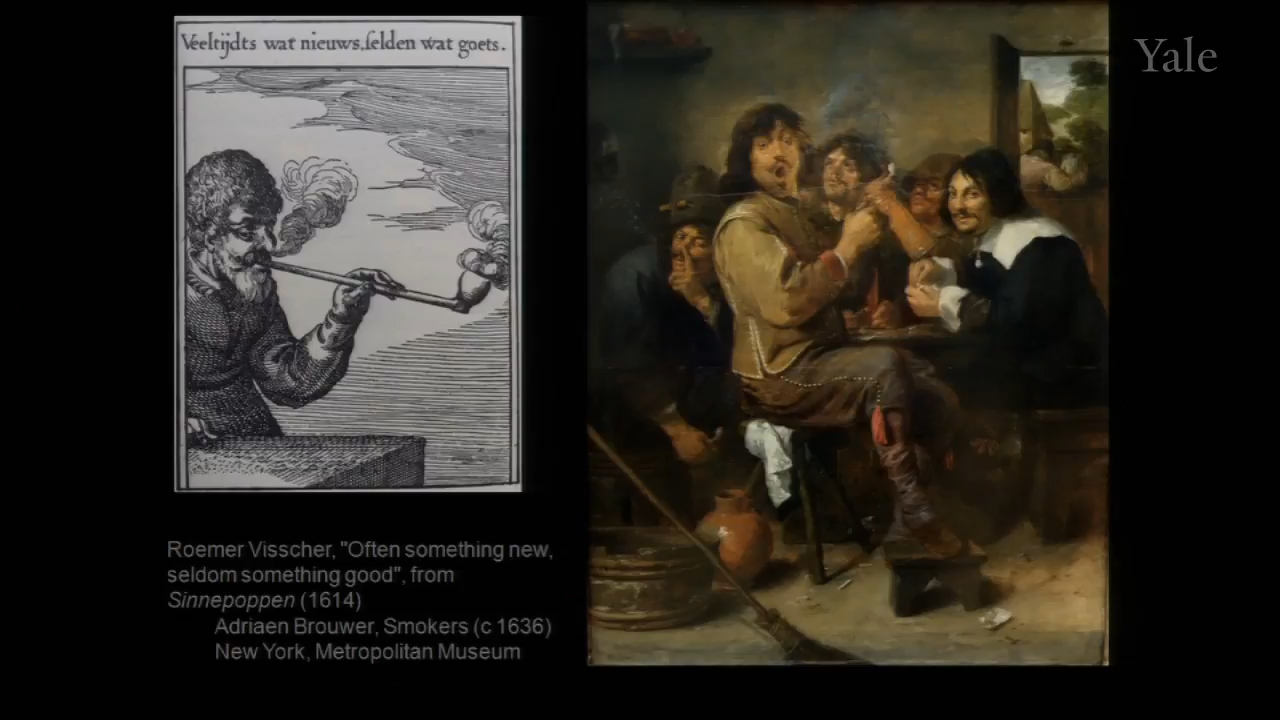 Veeltijdts wat nieuws, selden wat goets.
Yale
Roemer Visscher, "Often something new,
seldom something good", from
Sinnepoppen (1614)
Adriaen Brouwer, Smokers (c 1636)
New York, Metropolitan Museum